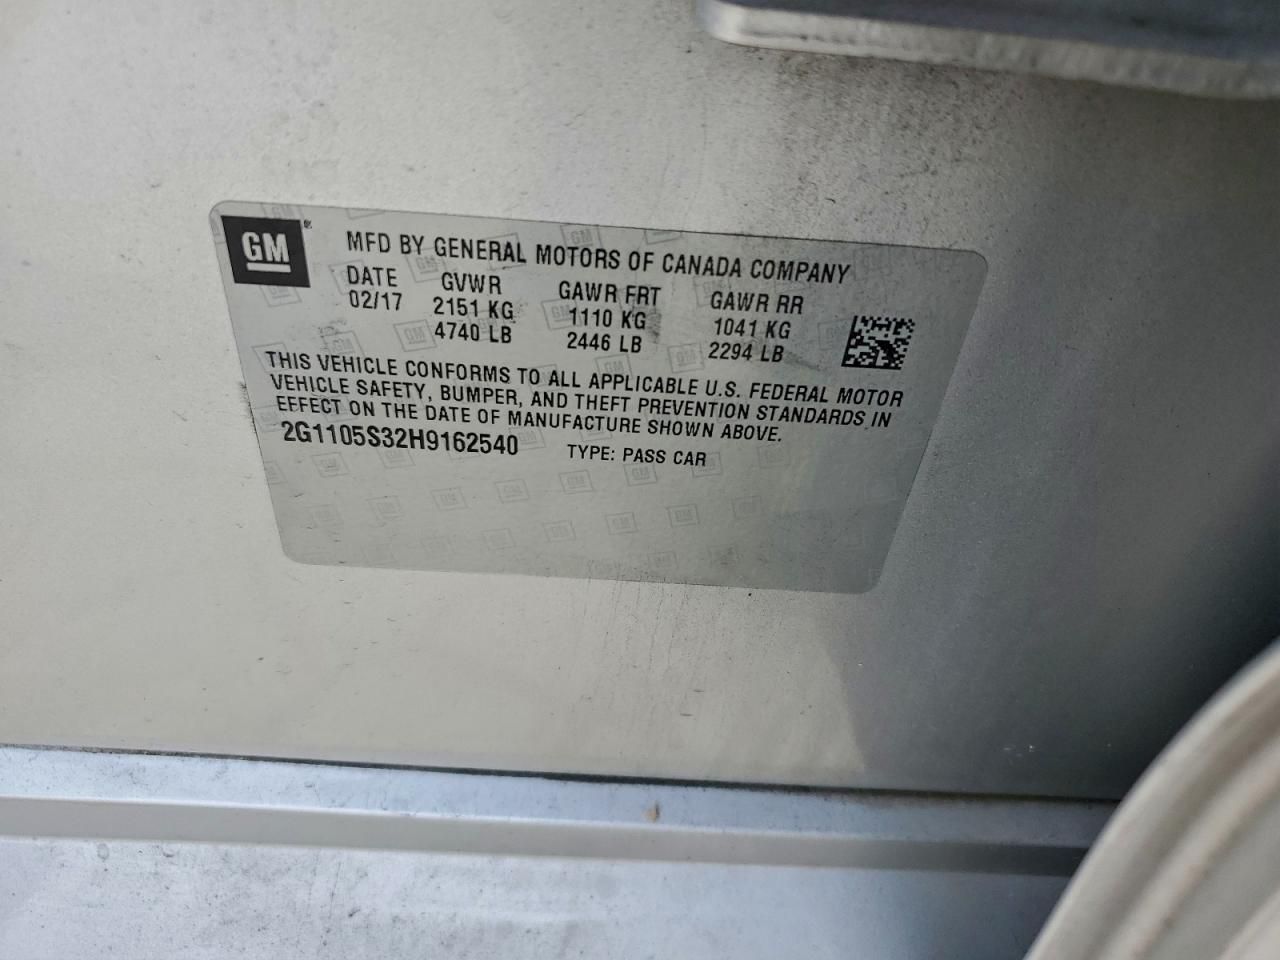 GM®
MFD BY GENERAL MOTORS OF CANADA COMPANY
DATE GVWR GAWR FRT GAWR RR
02/17 2151 KG 1110 KG 1041 KG
4740 LB 2446 LB 2294 LB
THIS VEHICLE CONFORMS TO ALL APPLICABLE U.S. FEDERAL MOTOR
VEHICLE SAFETY, BUMPER, AND THEFT PREVENTION STANDARDS IN
EFFECT ON THE DATE OF MANUFACTURE SHOWN ABOVE.
2G1105S32H9162540 TYPE: PASS CAR